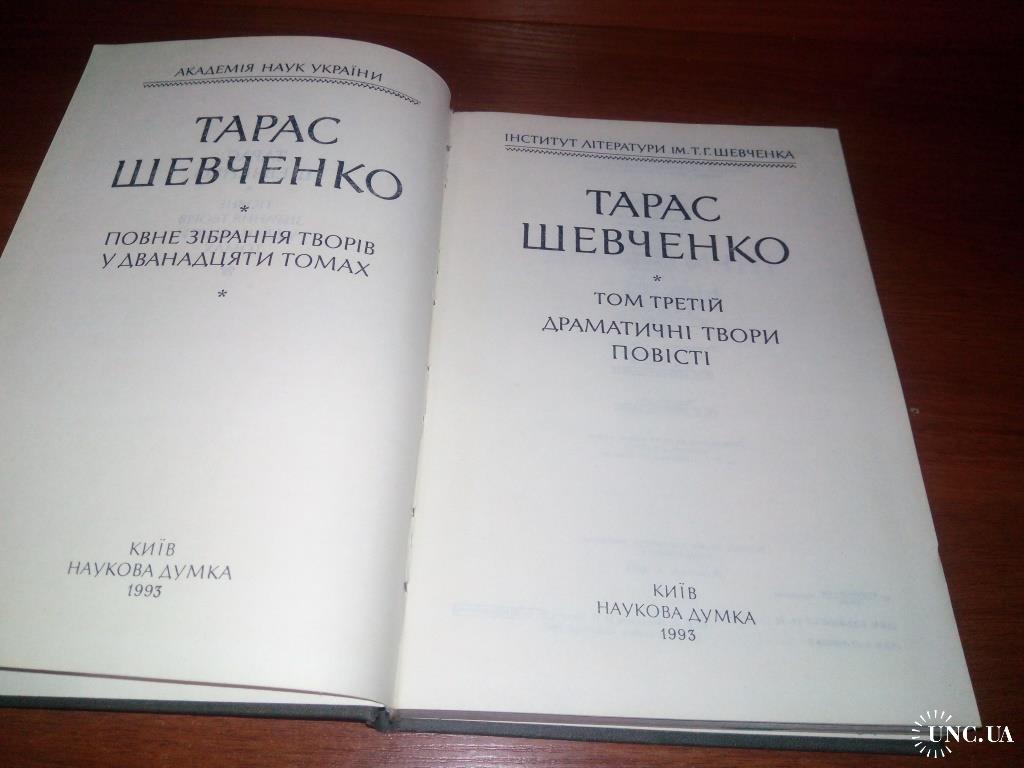 АКАДЕМІЯ НАУК УКРАЇНИ
ТАРАС
ШЕВЧЕНКО
*
ПОВНЕ ЗІБРАННЯ ТВОРІВ
У ДВАНАДЦЯТИ ТОМАХ
*
КИЇВ
НАУКОВА ДУМКА
1993
ІНСТИТУТ ЛІТЕРАТУРИ ІМ. Т. Г. ШЕВЧЕНКА
ТАРАС
ШЕВЧЕНКО
*
ТОМ ТРЕТІЙ
ДРАМАТИЧНІ ТВОРИ
ПОВІСТІ
КИЇВ
НАУКОВА ДУМКА
1993
UNC.UA